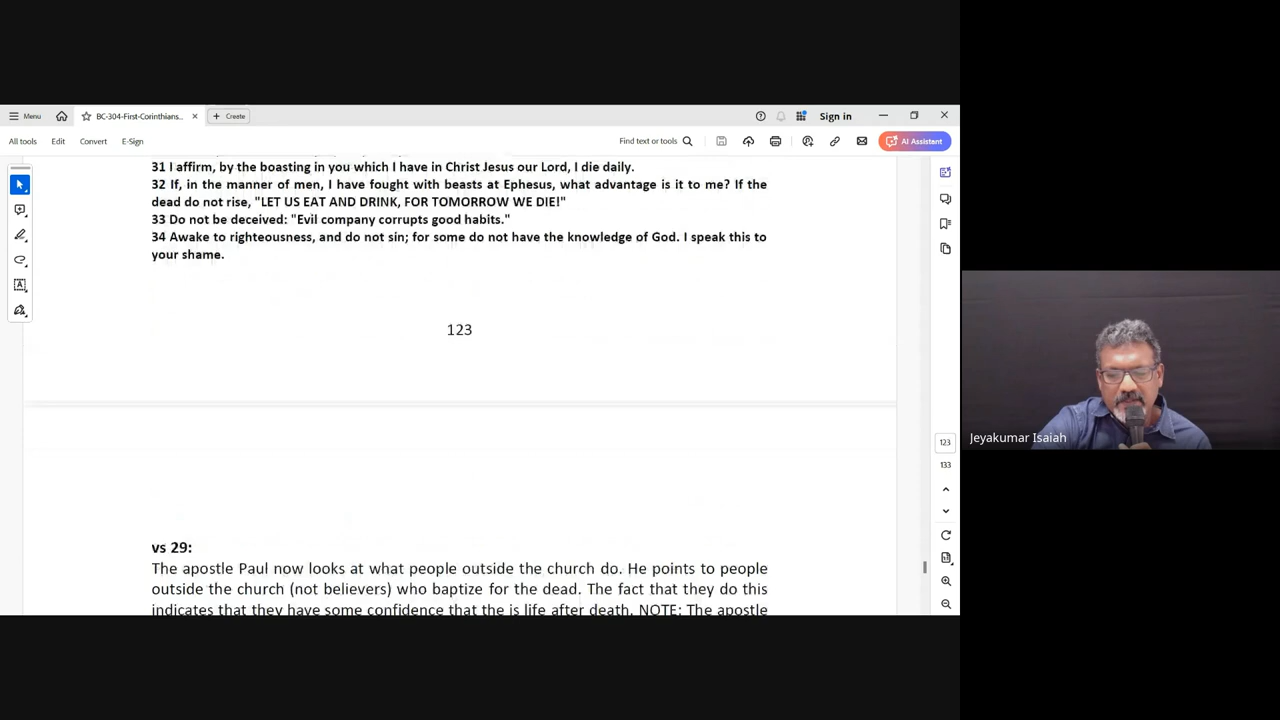 Menu
BC-304-First-Corinthians...
Create
Sign in
All tools
Edit
Convert
E-Sign
Find text or tools
AI Assistant
31 I affirm, by the boasting in you which I have in Christ Jesus our Lord, I die daily.
32 If, in the manner of men, I have fought with beasts at Ephesus, what advantage is it to me? If the
dead do not rise, "LET US EAT AND DRINK, FOR TOMORROW WE DIE!"
33 Do not be deceived: "Evil company corrupts good habits."
34 Awake to righteousness, and do not sin; for some do not have the knowledge of God. I speak this to
your shame.
123
vs 29:
The apostle Paul now looks at what people outside the church do. He points to people
outside the church (not believers) who baptize for the dead. The fact that they do this
indicates that they have some confidence that the is life after death. NOTE: The apostle
123
133
Jeyakumar Isaiah